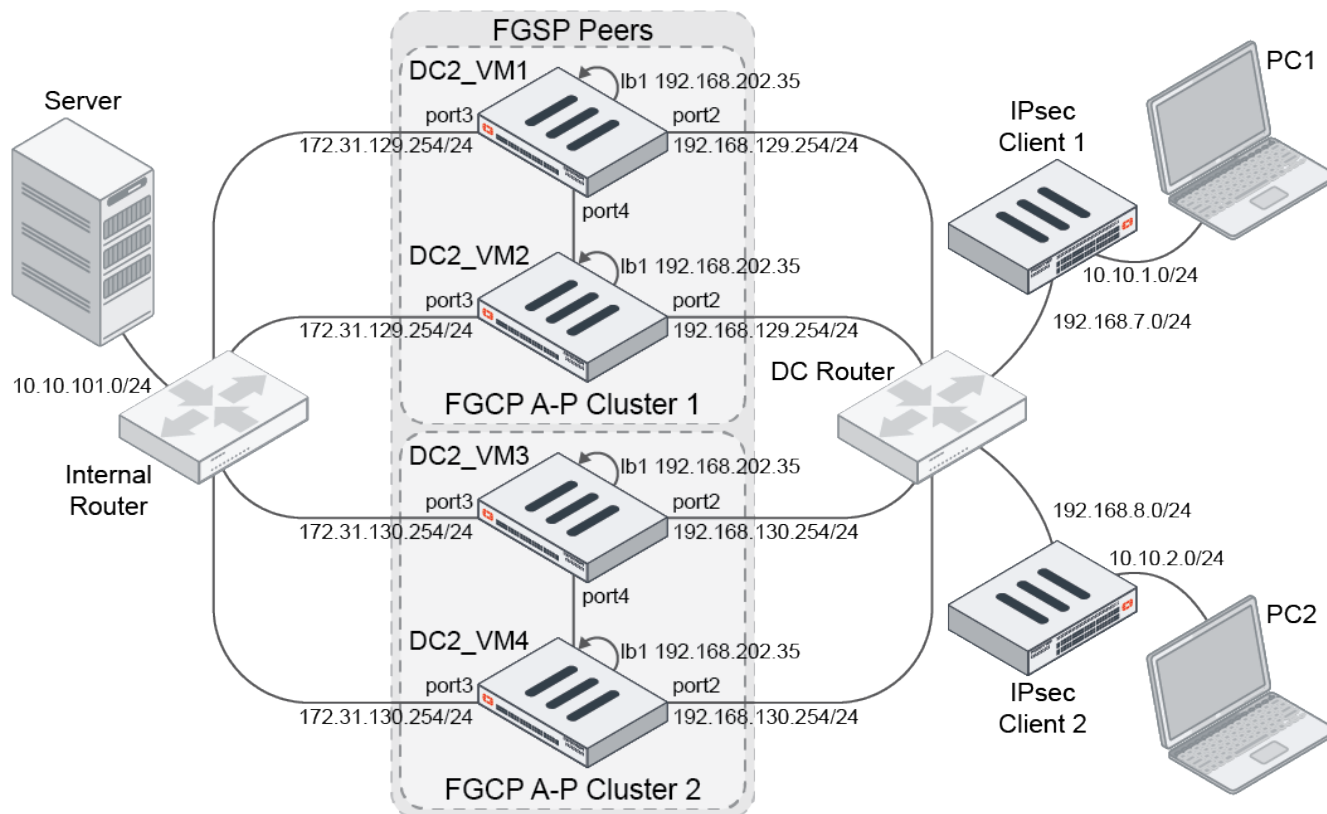 FGSP Peers
DC2_VM1
lb1 192.168.202.35
port3
port2
172.31.129.254/24
192.168.129.254/24
port4
DC2_VM2
lb1 192.168.202.35
port3
port2
172.31.129.254/24
192.168.129.254/24
FGCP A-P Cluster 1
DC2_VM3
lb1 192.168.202.35
port3
port2
172.31.130.254/24
192.168.130.254/24
port4
DC2_VM4
lb1 192.168.202.35
port3
port2
172.31.130.254/24
192.168.130.254/24
FGCP A-P Cluster 2
Server
10.10.101.0/24
Internal
Router
DC Router
PC1
IPsec
Client 1
10.10.1.0/24
192.168.7.0/24
192.168.8.0/24
10.10.2.0/24
PC2
IPsec
Client 2